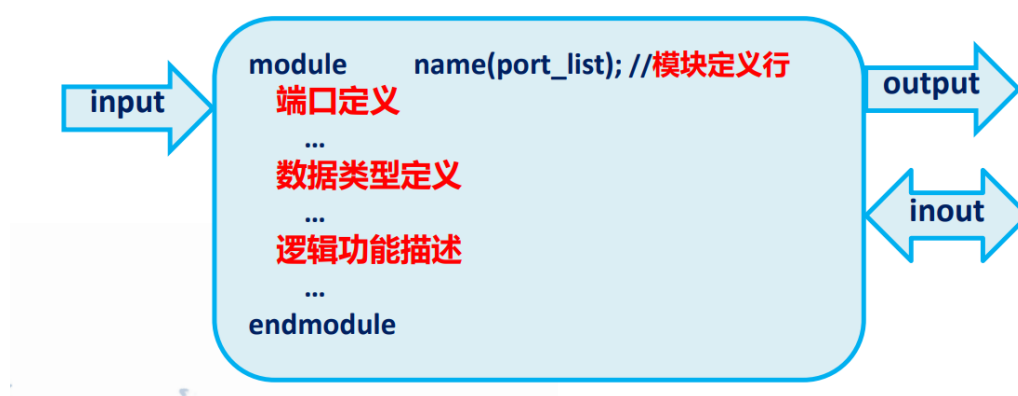 module name(port_list); //模块定义行
input
端口定义
output
...
数据类型定义
...
inout
逻辑功能描述
...
endmodule